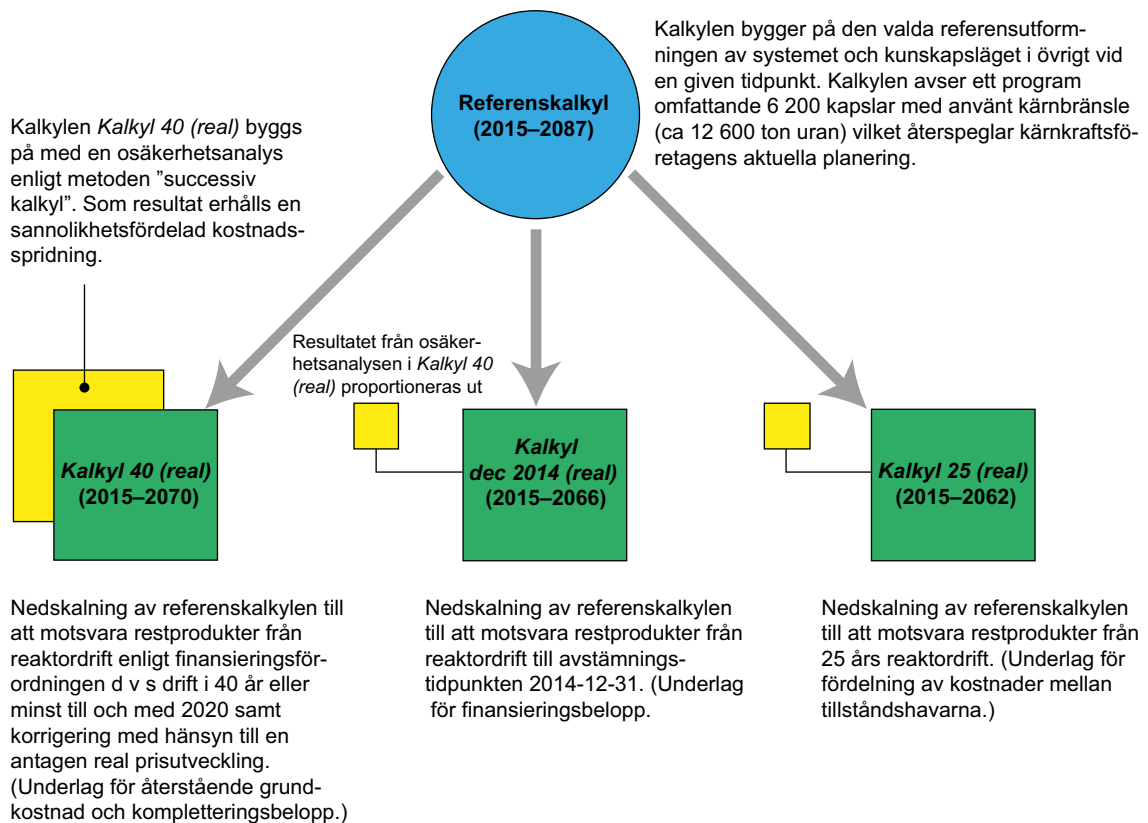 Kalkylen bygger på den valda referensutform-
ningen av systemet och kunskapsläget i övrigt vid
en given tidpunkt. Kalkylen avser ett program
omfattande 6 200 kapslar med använt kärnbränsle
(ca 12 600 ton uran) vilket återspeglar kärnkraftsfö-
retagens aktuella planering.
Referenskalkyl
(2015–2087)
Kalkylen Kalkyl 40 (real) byggs
på med en osäkerhetsanalys
enligt metoden ”successiv
kalkyl”. Som resultat erhålls en
sannolikhetsfördelad kostnads-
spridning.
Resultatet från osäker-
hetsanalysen i Kalkyl 40
(real) proportioneras ut
Kalkyl 40 (real)
(2015–2070)
Kalkyl
dec 2014 (real)
(2015–2066)
Kalkyl 25 (real)
(2015–2062)
Nedskalning av referenskalkylen till
att motsvara restprodukter från
reaktordrift enligt finansieringsför-
ordningen d v s drift i 40 år eller
minst till och med 2020 samt
korrigering med hänsyn till en
antagen real prisutveckling.
(Underlag för återstående grund-
kostnad och kompletteringsbelopp.)
Nedskalning av referenskalkylen
till att motsvara restprodukter från
reaktordrift till avstämnings-
tidpunkten 2014-12-31. (Underlag
för finansieringsbelopp.
Nedskalning av referenskalkylen
till att motsvara restprodukter från
25 års reaktordrift. (Underlag för
fördelning av kostnader mellan
tillståndshavarna.)